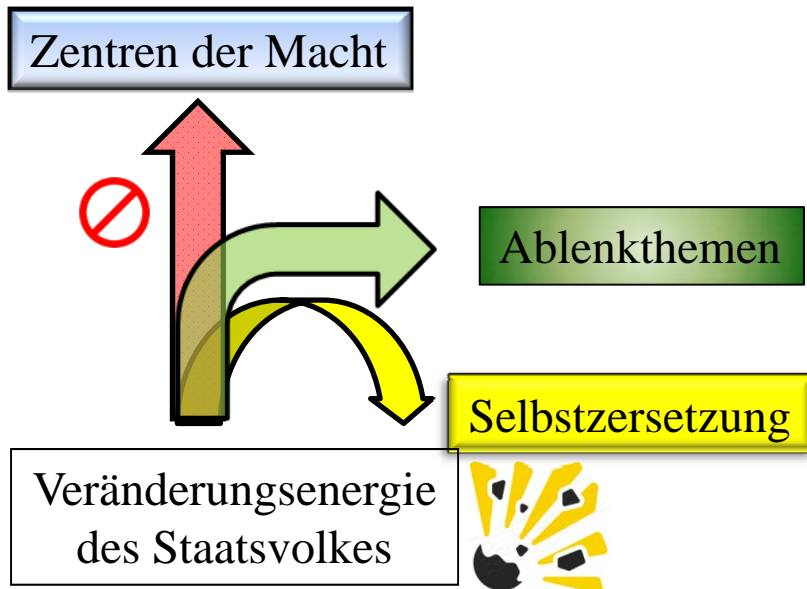 Zentren der Macht
Ablenkthemen
Selbstzersetzung
Veränderungsenergie
des Staatsvolkes